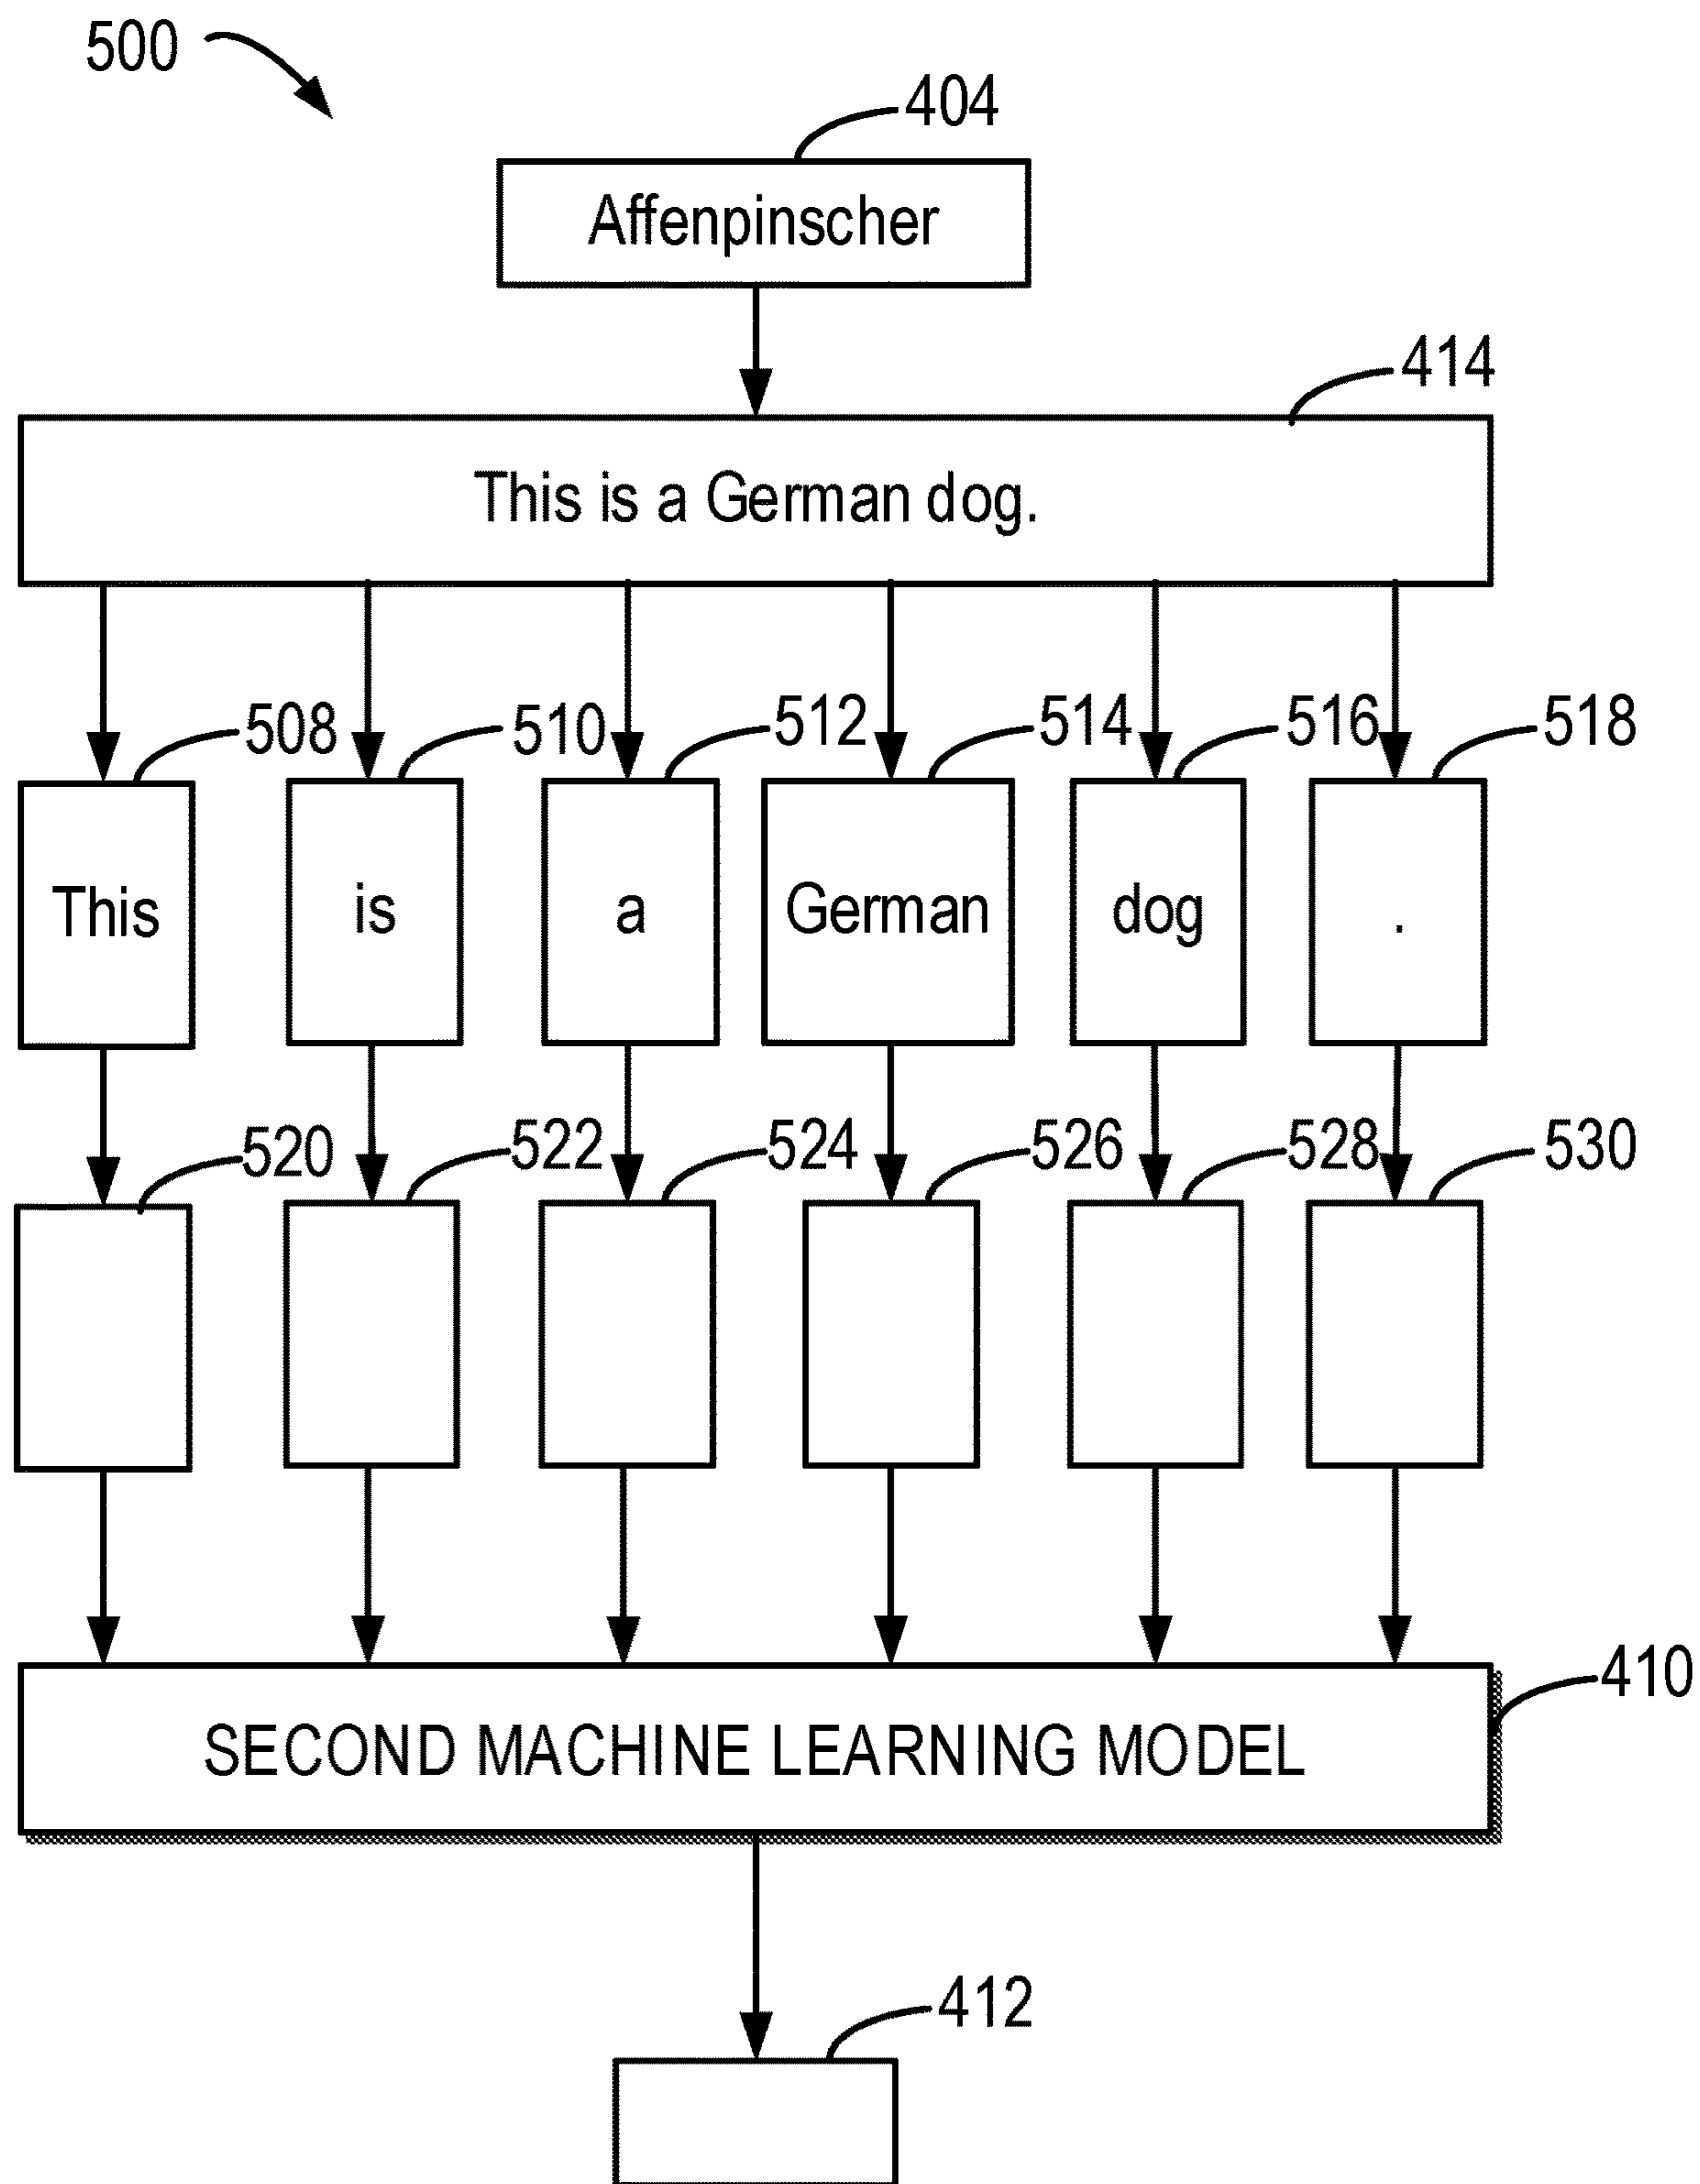 500
404
Affenpinscher
414
This is a German dog.
508 510 512 514 516 518
This is a German dog .
520 522 524 526 528 530
410
SECOND MACHINE LEARNING MODEL
412